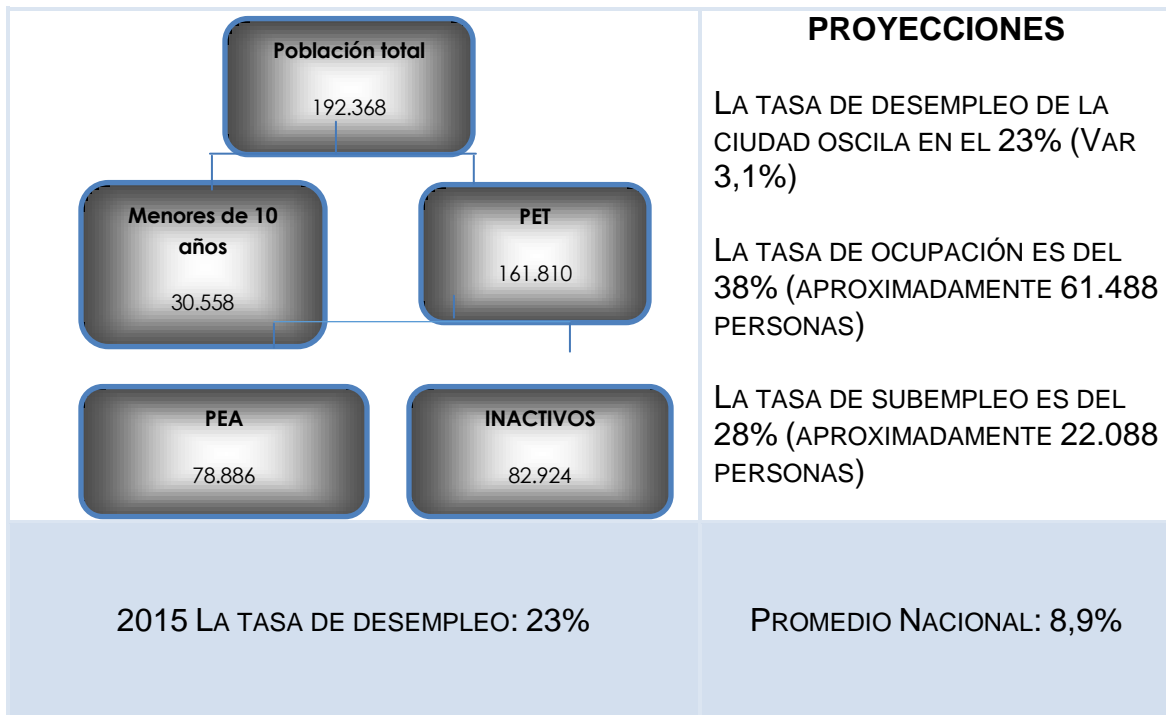 Población total
192.368
Menores de 10
años
30.558
PET
161.810
PEA
78.886
INACTIVOS
82.924
PROYECCIONES
LA TASA DE DESEMPLEO DE LA
CIUDAD OSCILA EN EL 23% (VAR
3,1%)
LA TASA DE OCUPACIÓN ES DEL
38% (APROXIMADAMENTE 61.488
PERSONAS)
LA TASA DE SUBEMPLEO ES DEL
28% (APROXIMADAMENTE 22.088
PERSONAS)
2015 LA TASA DE DESEMPLEO: 23%
PROMEDIO NACIONAL: 8,9%